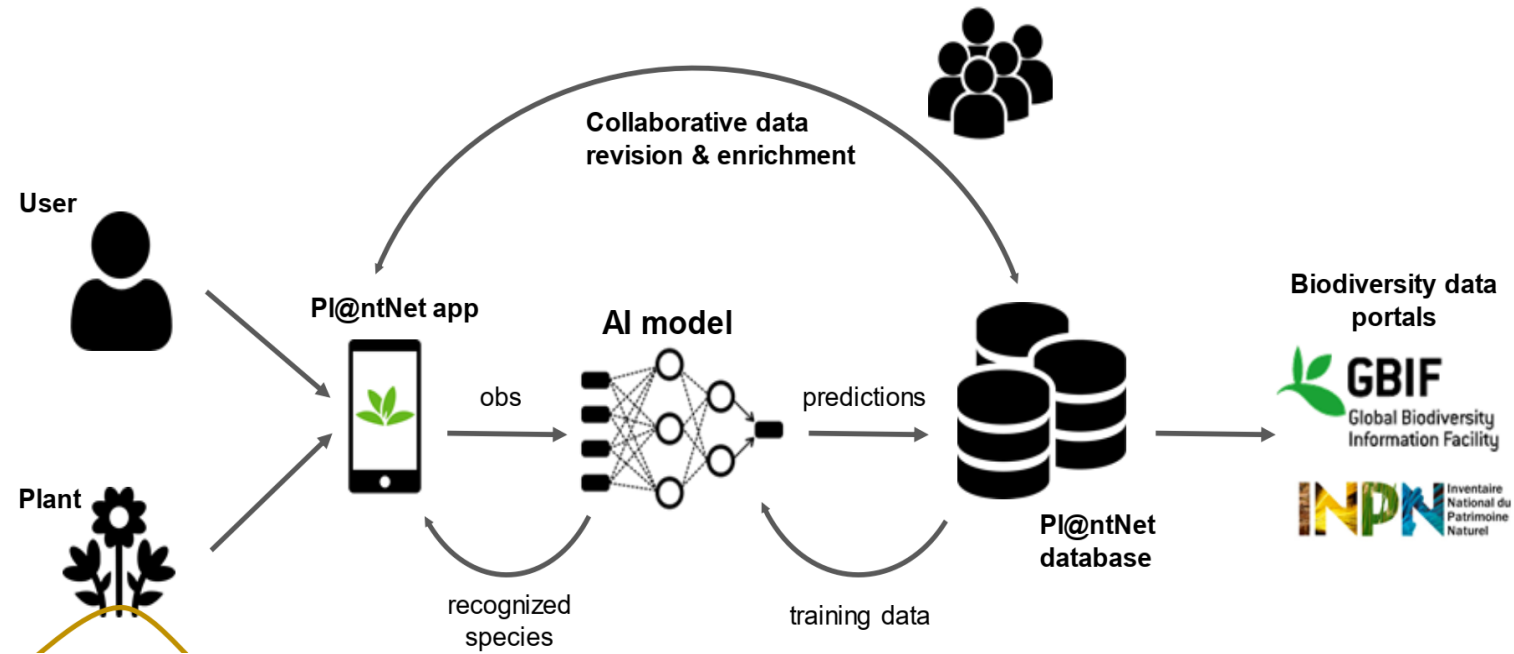 Collaborative data
revision & enrichment
User
Pl@ntNet app
AI model
Biodiversity data
portals
GBIF
Global Biodiversity
Information Facility
obs
predictions
Plant
INPN
Inventaire
National du
Patrimoine
Naturel
Pl@ntNet
database
recognized
species
training data